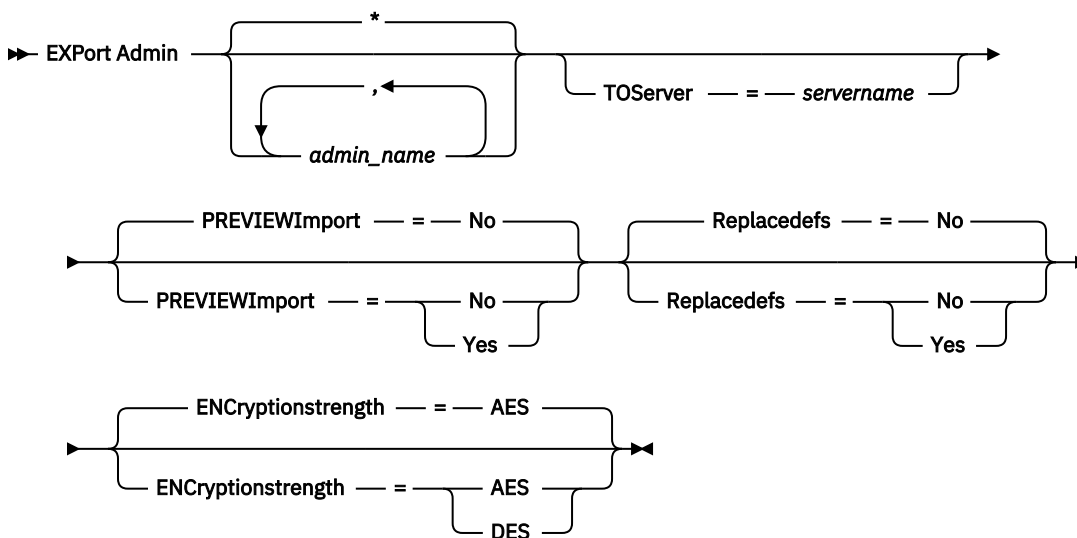 *
EXPort Admin
,
admin_name
TOServer = servername
PREVIEWImport = No
PREVIEWImport = No
Yes
Replacedefs = No
Replacedefs = No
Yes
ENCryptionstrength = AES
ENCryptionstrength = AES
DES